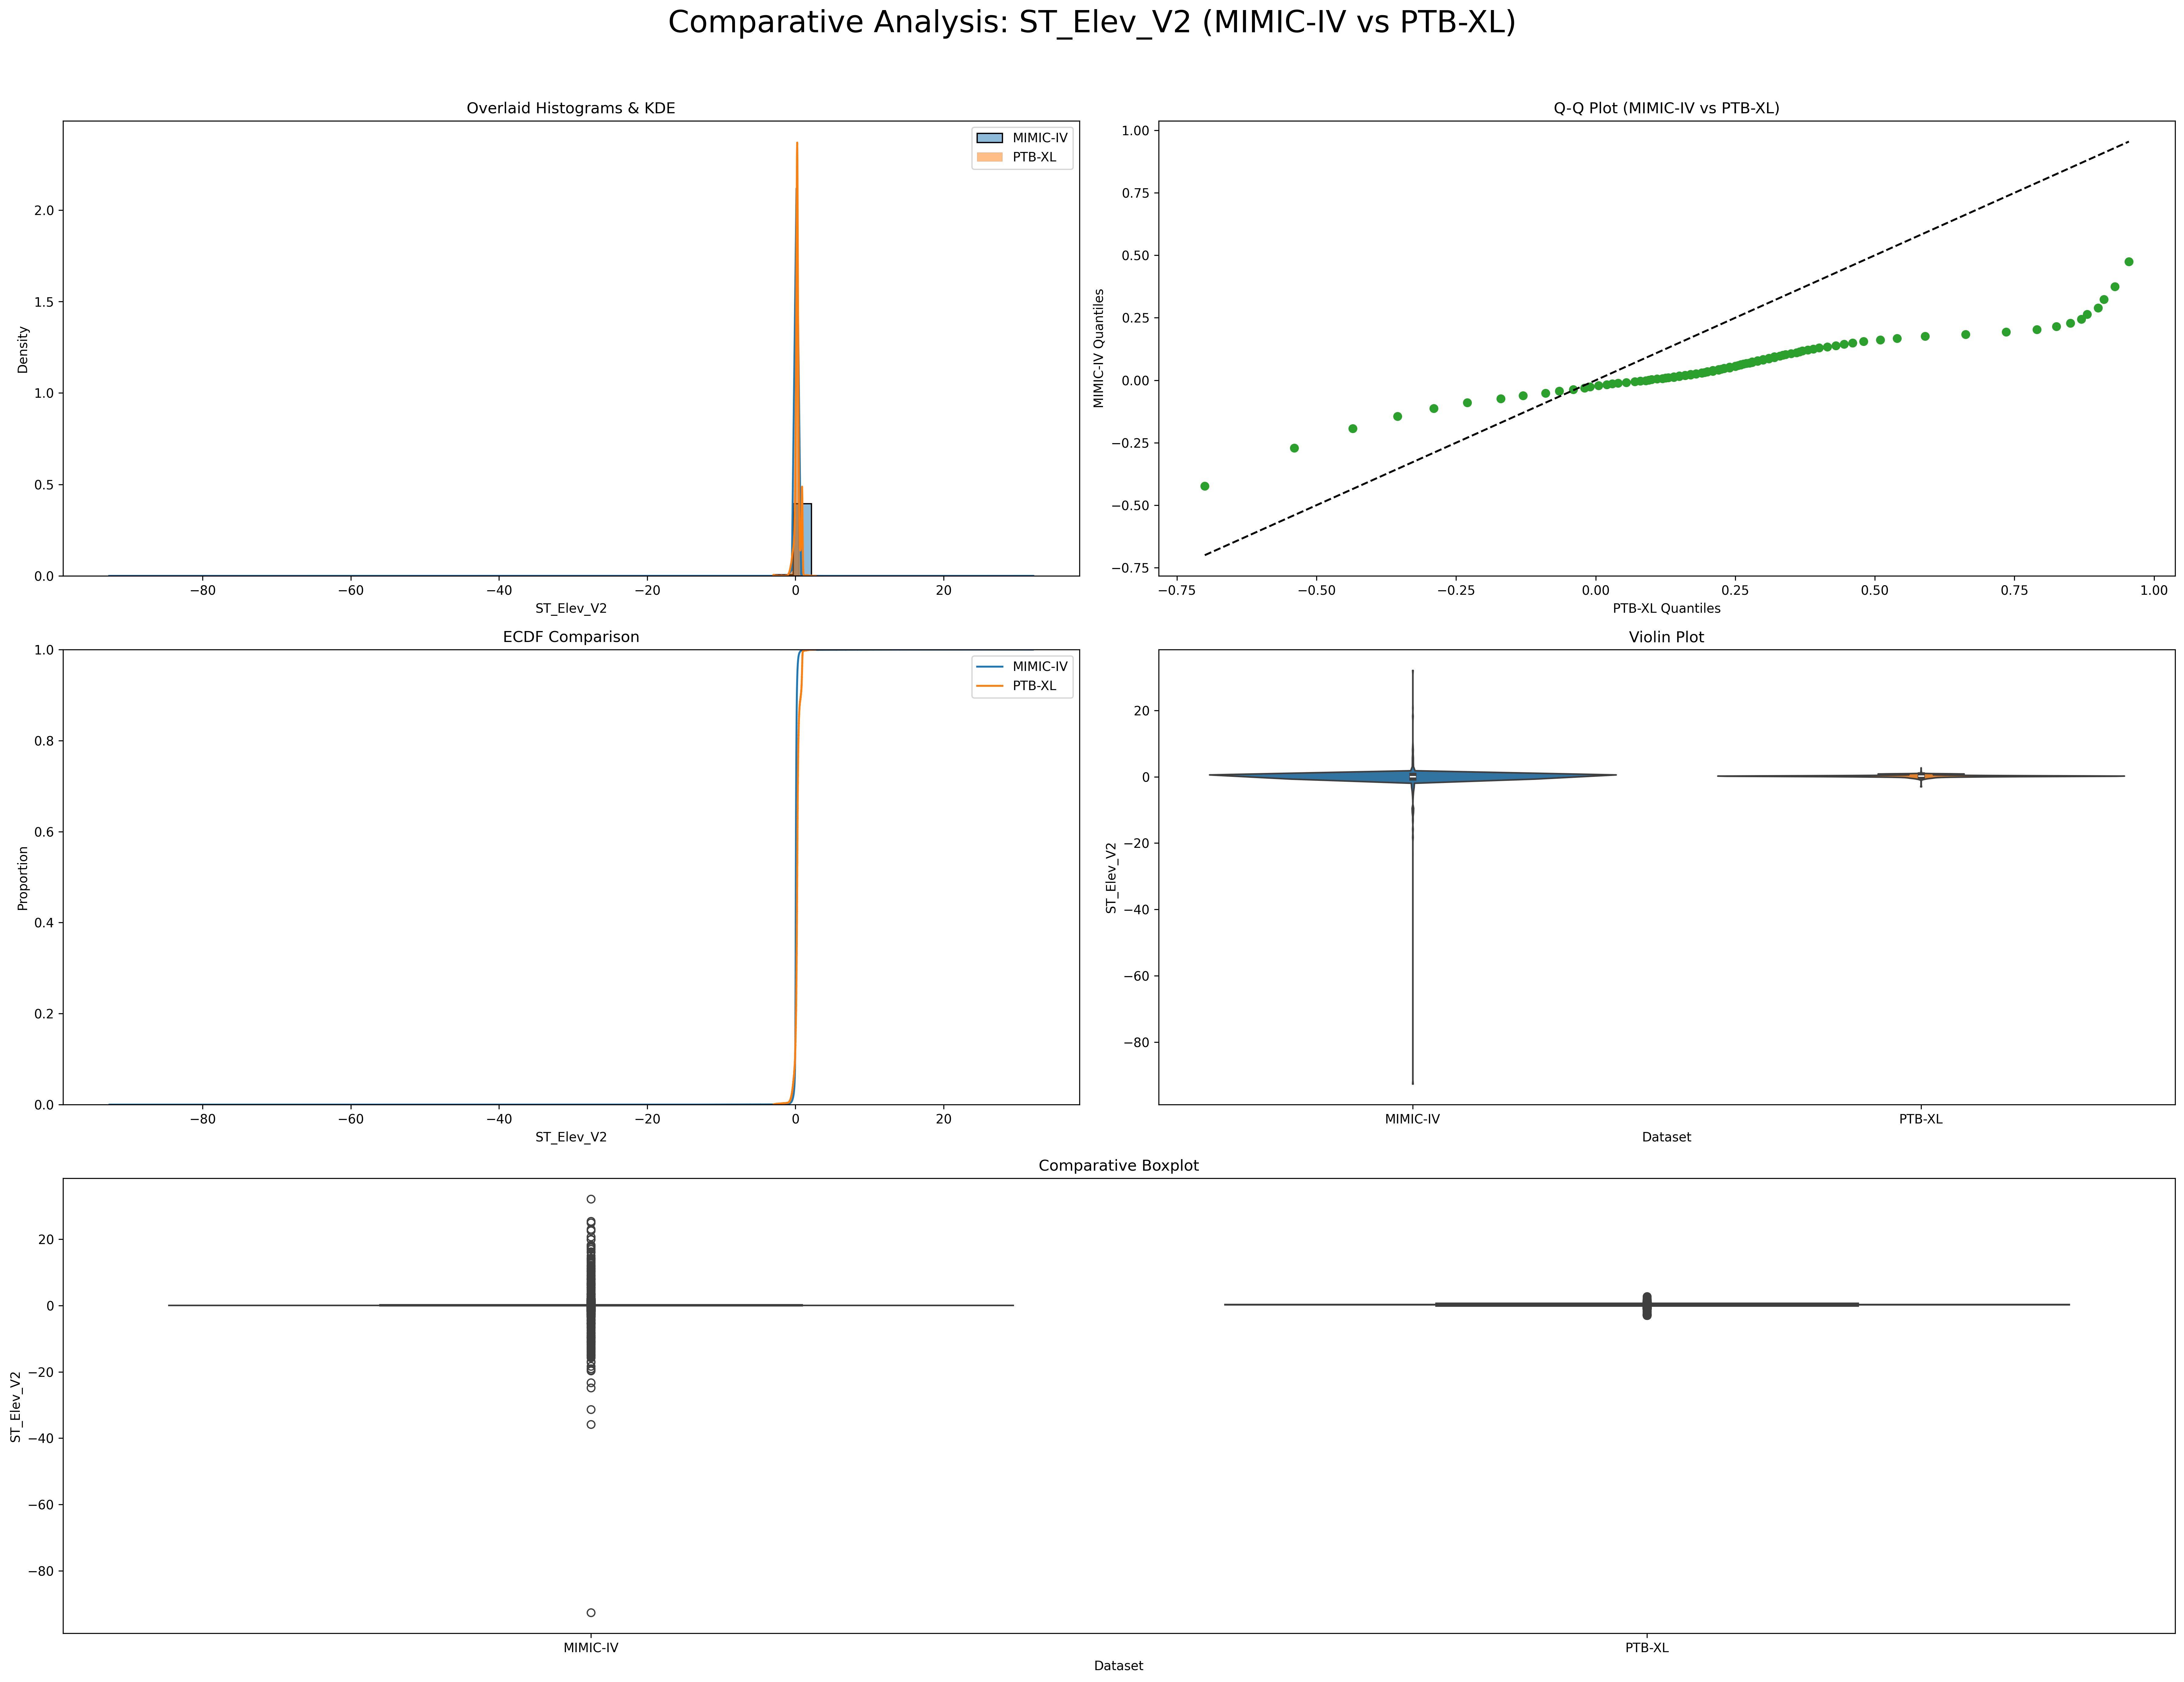 Comparative Analysis: ST_Elev_V2 (MIMIC-IV vs PTB-XL)
Overlaid Histograms & KDE
MIMIC-IV
PTB-XL
Density
2.0
1.5
1.0
0.5
0.0
−80 −60 −40 −20 0 20
ST_Elev_V2
Q-Q Plot (MIMIC-IV vs PTB-XL)
MIMIC-IV Quantiles
1.00
0.75
0.50
0.25
0.00
−0.25
−0.50
−0.75
−0.75 −0.50 −0.25 0.00 0.25 0.50 0.75 1.00
PTB-XL Quantiles
ECDF Comparison
MIMIC-IV
PTB-XL
Proportion
1.0
0.8
0.6
0.4
0.2
0.0
−80 −60 −40 −20 0 20
ST_Elev_V2
Violin Plot
ST_Elev_V2
20
0
−20
−40
−60
−80
MIMIC-IV PTB-XL
Dataset
Comparative Boxplot
ST_Elev_V2
20
0
−20
−40
−60
−80
MIMIC-IV PTB-XL
Dataset